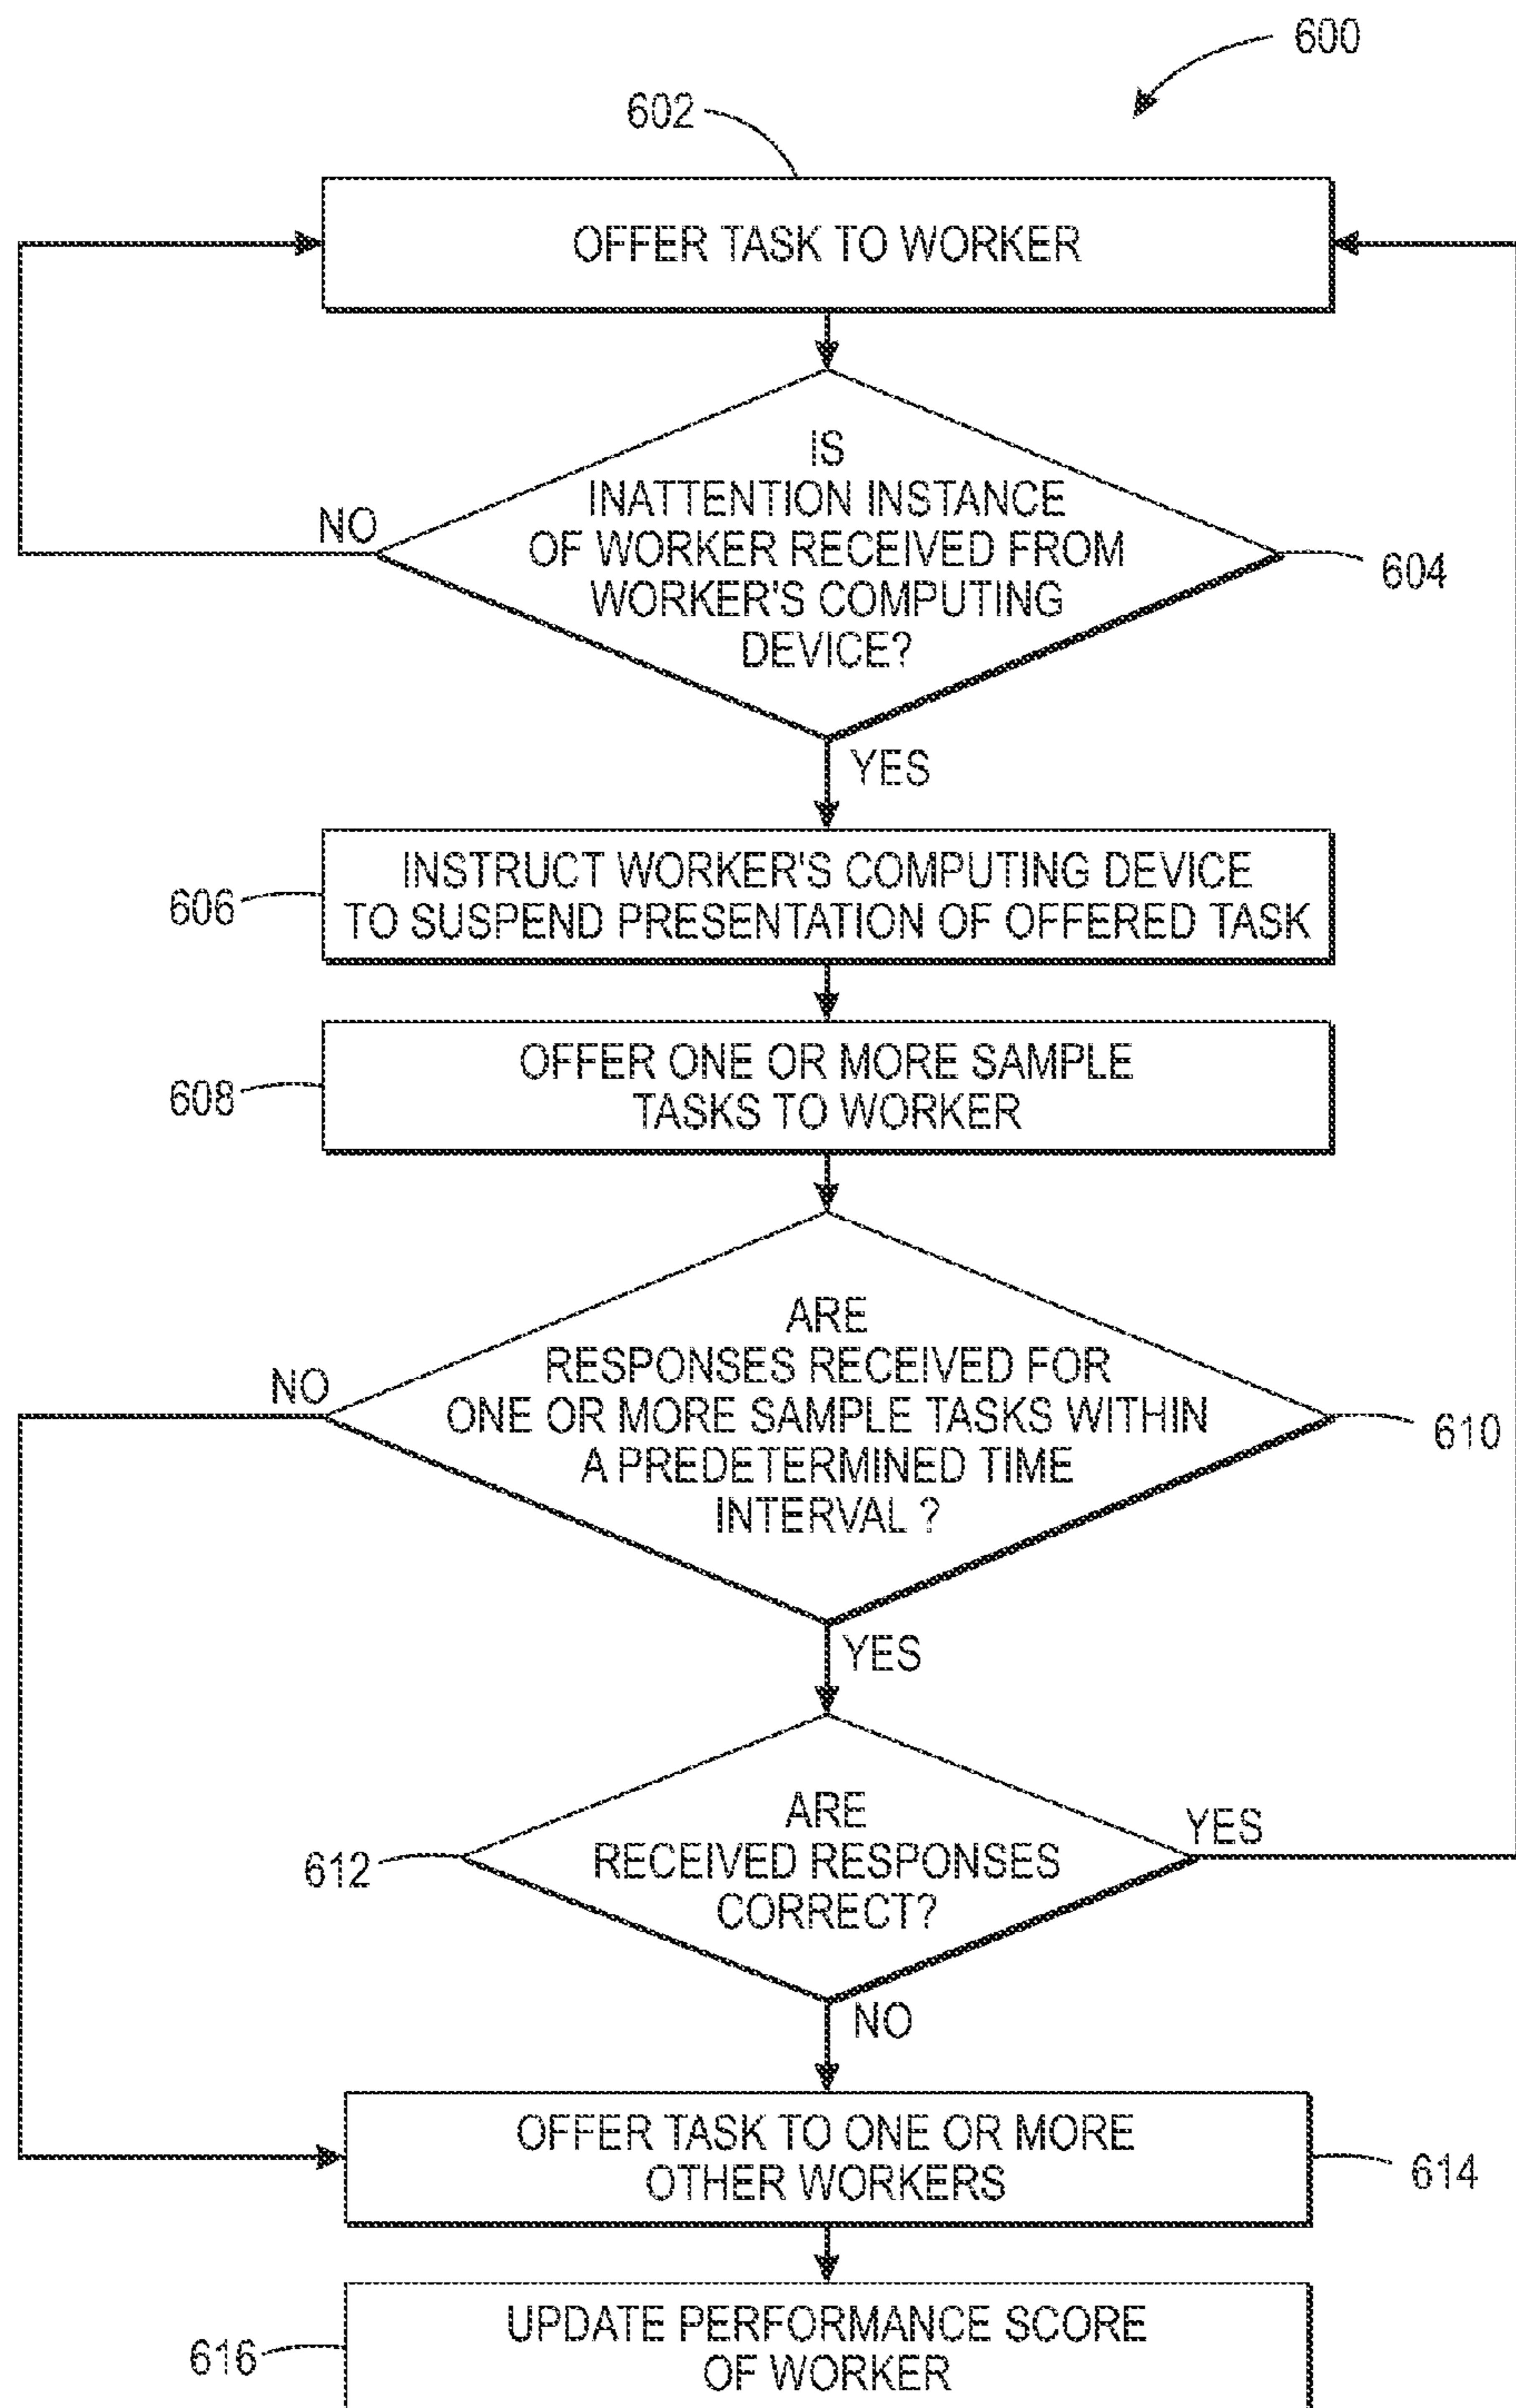 600
602
OFFER TASK TO WORKER
IS
INATTENTION INSTANCE
OF WORKER RECEIVED FROM
WORKER'S COMPUTING
DEVICE?
NO
604
YES
606
INSTRUCT WORKER'S COMPUTING DEVICE
TO SUSPEND PRESENTATION OF OFFERED TASK
608
OFFER ONE OR MORE SAMPLE
TASKS TO WORKER
ARE
RESPONSES RECEIVED FOR
ONE OR MORE SAMPLE TASKS WITHIN
A PREDETERMINED TIME
INTERVAL ?
NO
610
YES
612
ARE
RECEIVED RESPONSES
CORRECT?
YES
NO
OFFER TASK TO ONE OR MORE
OTHER WORKERS
614
616
UPDATE PERFORMANCE SCORE
OF WORKER